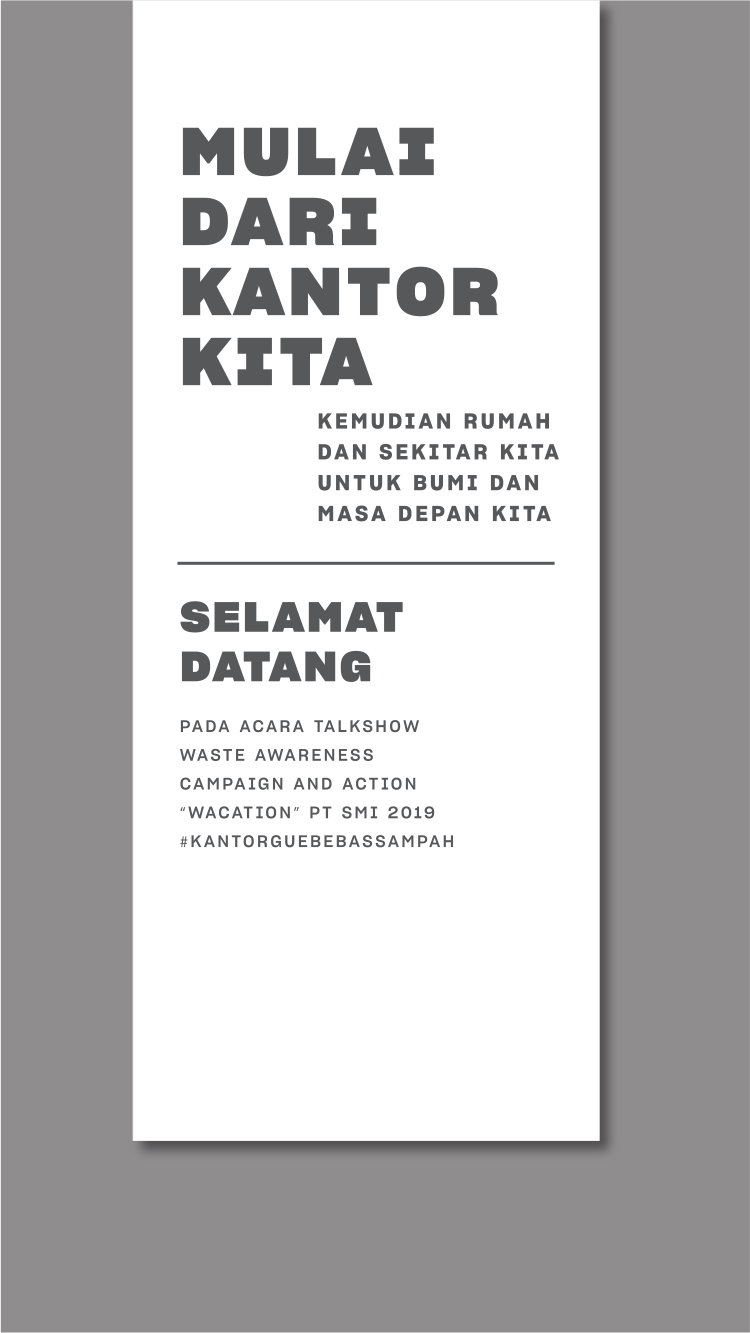 MULAI
DARI
KANTOR
KITA
KEMUDIAN RUMAH
DAN SEKITAR KITA
UNTUK BUMI DAN
MASA DEPAN KITA
SELAMAT
DATANG
PADA ACARA TALKSHOW
WASTE AWARENESS
CAMPAIGN AND ACTION
“WACATION” PT SMI 2019
#KANTORGUEBEBASSAMPAH